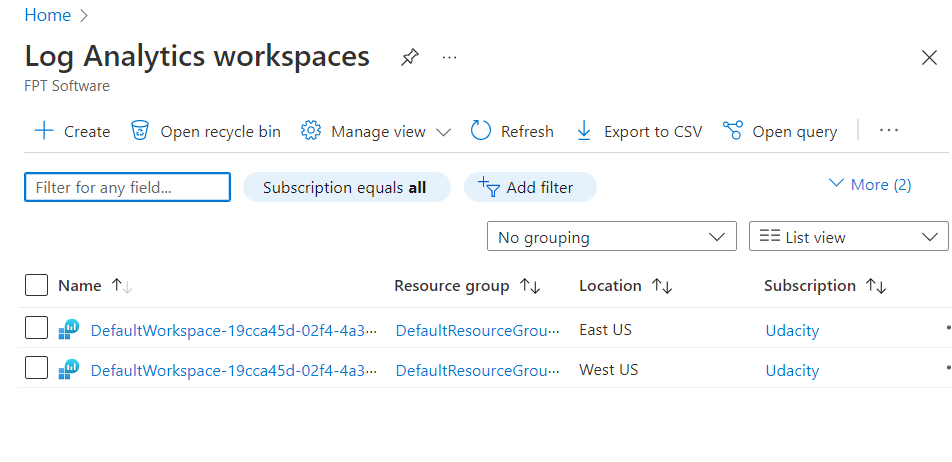 Home
Log Analytics workspaces
FPT Software
Create Open recycle bin Manage view Refresh Export to CSV Open query
Filter for any field... Subscription equals all Add filter More (2)
No grouping List view
Name Resource group Location Subscription
DefaultWorkspace-19cca45d-02f4-4a3··· DefaultResourceGrou··· East US Udacity
DefaultWorkspace-19cca45d-02f4-4a3··· DefaultResourceGrou··· West US Udacity